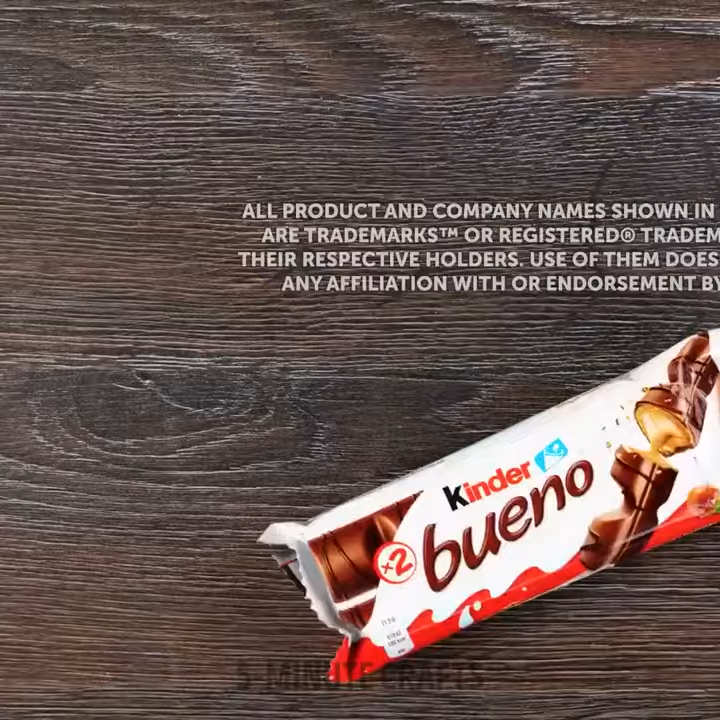 ALL PRODUCT AND COMPANY NAMES SHOWN IN
ARE TRADEMARKS™ OR REGISTERED® TRADEM
THEIR RESPECTIVE HOLDERS. USE OF THEM DOES
ANY AFFILIATION WITH OR ENDORSEMENT BY
Kinder
bueno
x2
5-MINUTE CRAFTS